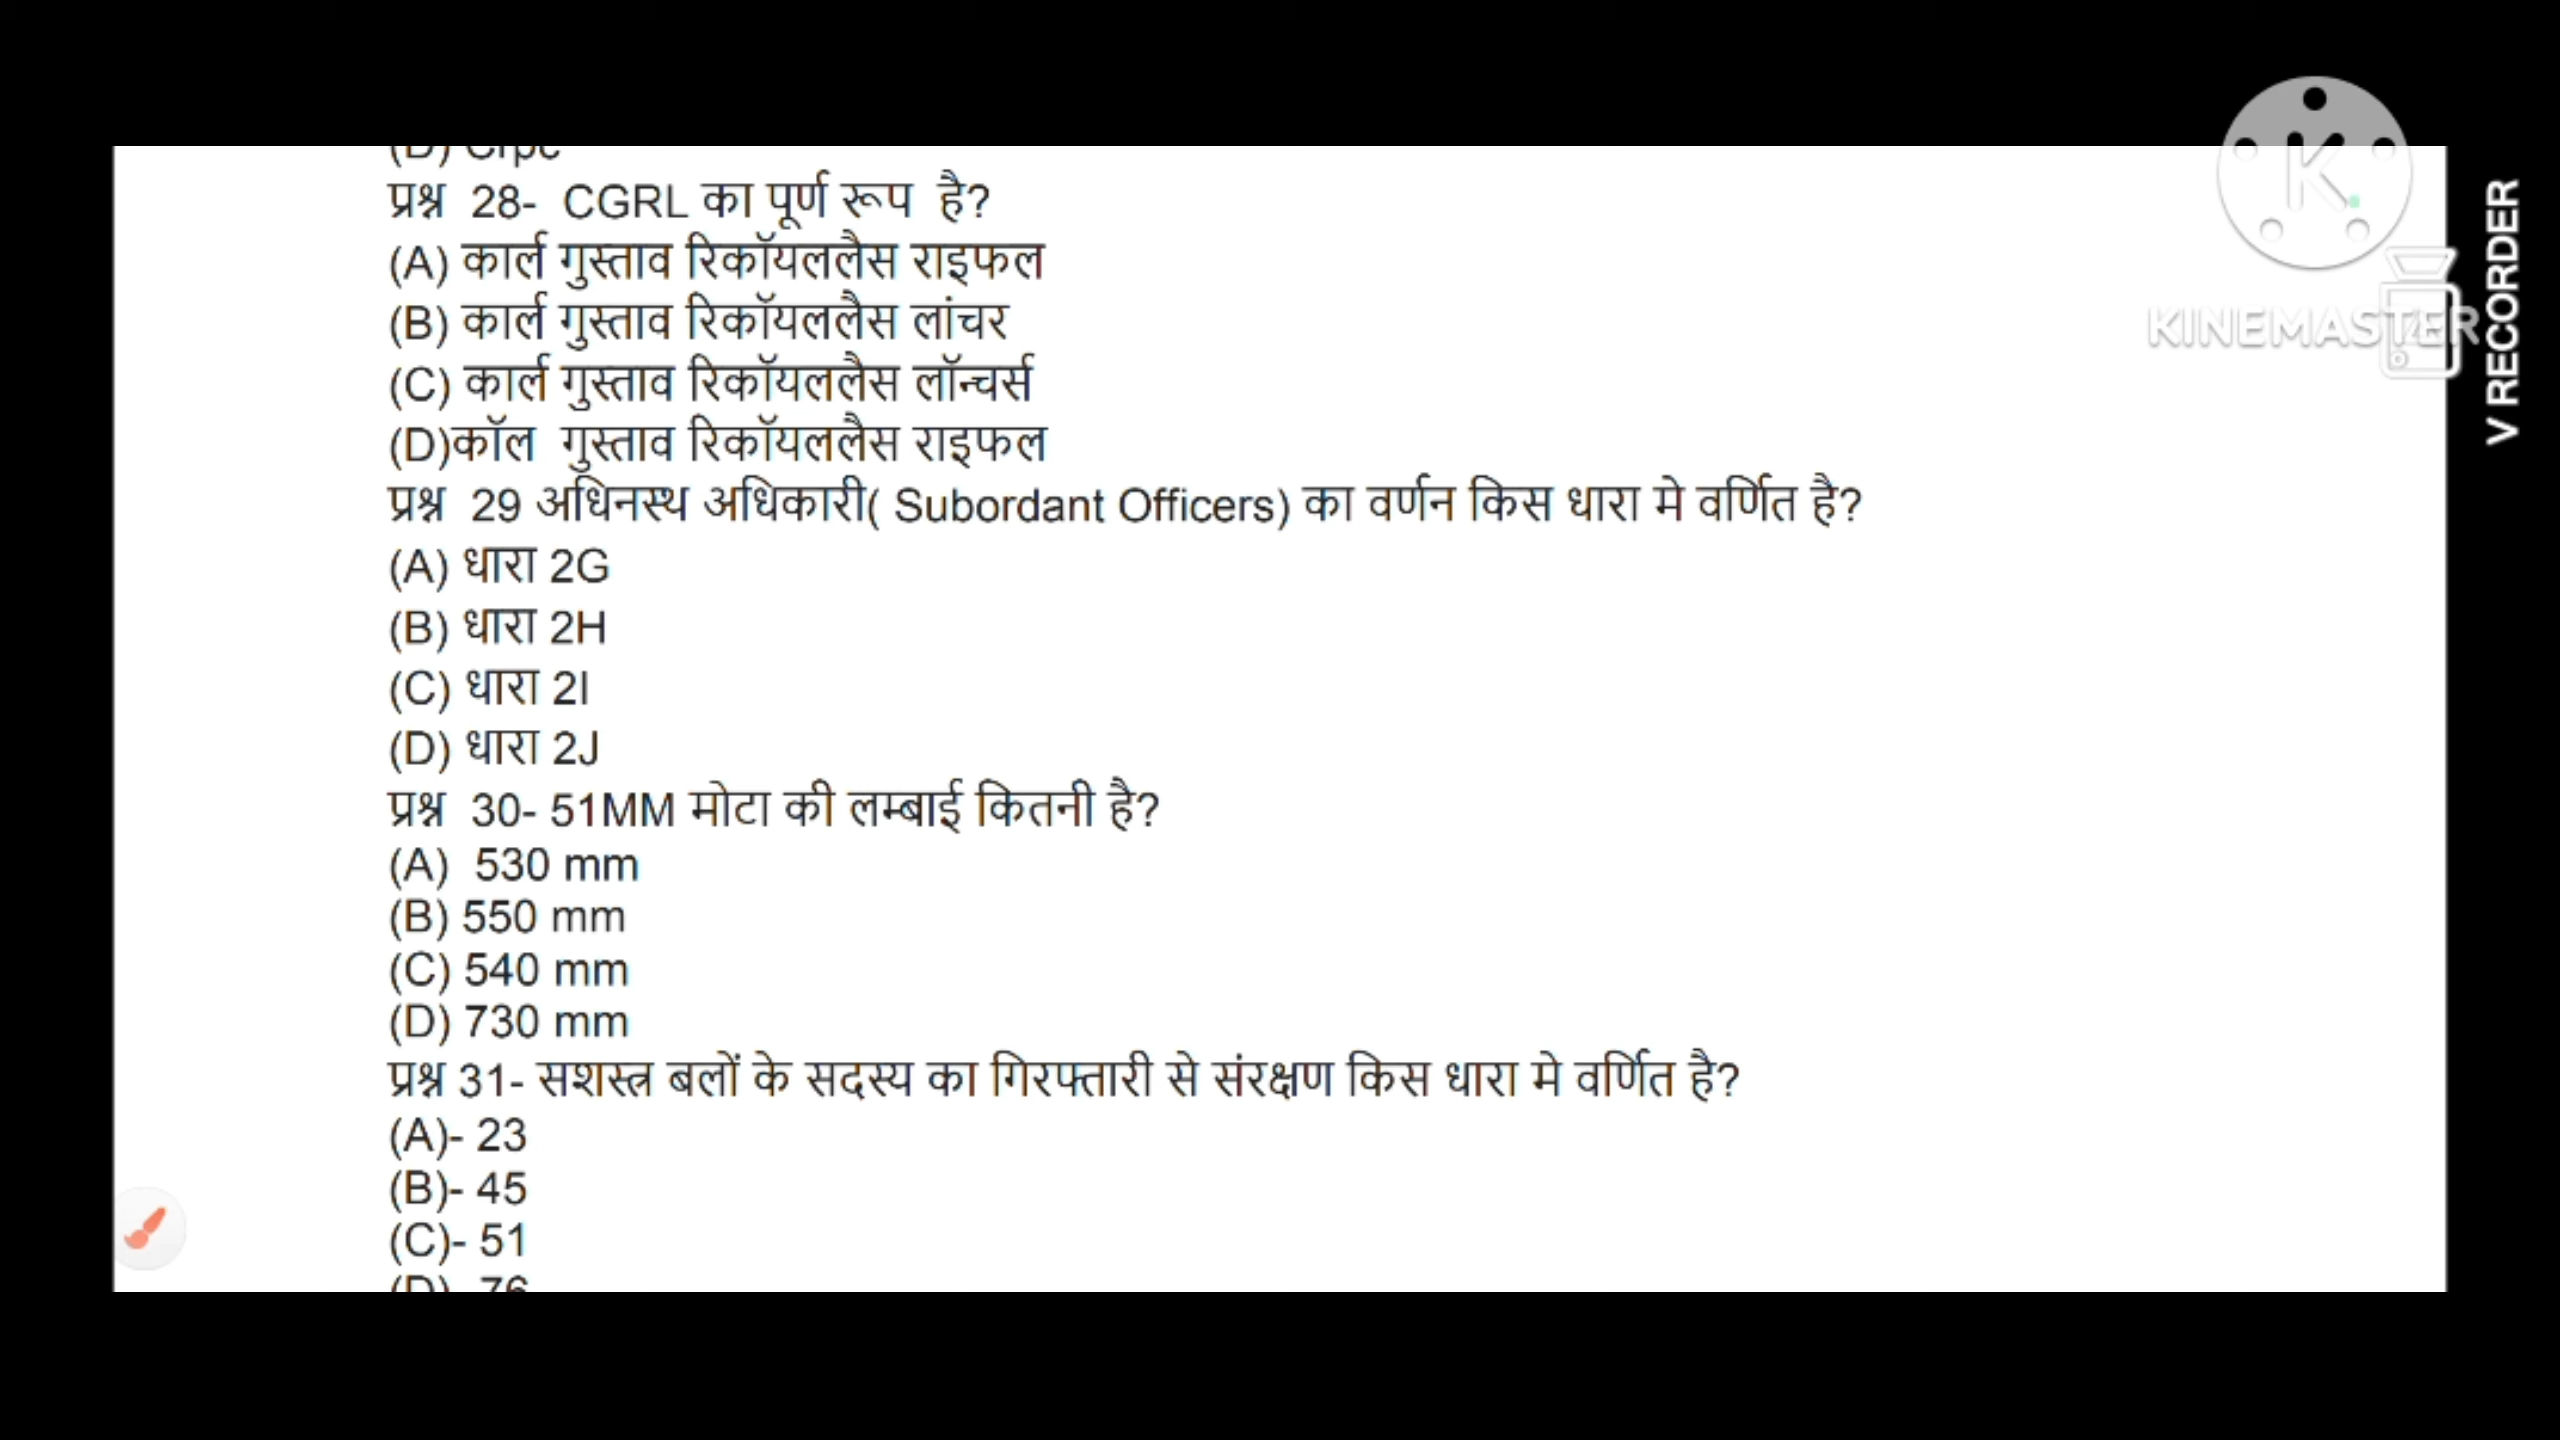 (D) Crpc
प्रश्न 28- CGRL का पूर्ण रूप है?
(A) कार्ल गुस्ताव रिकॉयललैस राइफल
(B) कार्ल गुस्ताव रिकॉयललैस लांचर
(C) कार्ल गुस्ताव रिकॉयललैस लॉन्चर्स
(D)कॉल गुस्ताव रिकॉयललैस राइफल
प्रश्न 29 अधिनस्थ अधिकारी( Subordant Officers) का वर्णन किस धारा मे वर्णित है?
(A) धारा 2G
(B) धारा 2H
(C) धारा 2I
(D) धारा 2J
प्रश्न 30- 51MM मोटा की लम्बाई कितनी है?
(A) 530 mm
(B) 550 mm
(C) 540 mm
(D) 730 mm
प्रश्न 31- सशस्त्र बलों के सदस्य का गिरफ्तारी से संरक्षण किस धारा मे वर्णित है?
(A)- 23
(B)- 45
(C)- 51
(D)- 76
K
KINEMASTER
V RECORDER